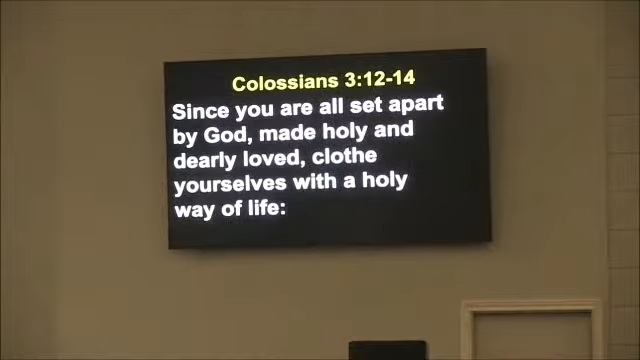 Colossians 3:12-14
Since you are all set apart
by God, made holy and
dearly loved, clothe
yourselves with a holy
way of life: